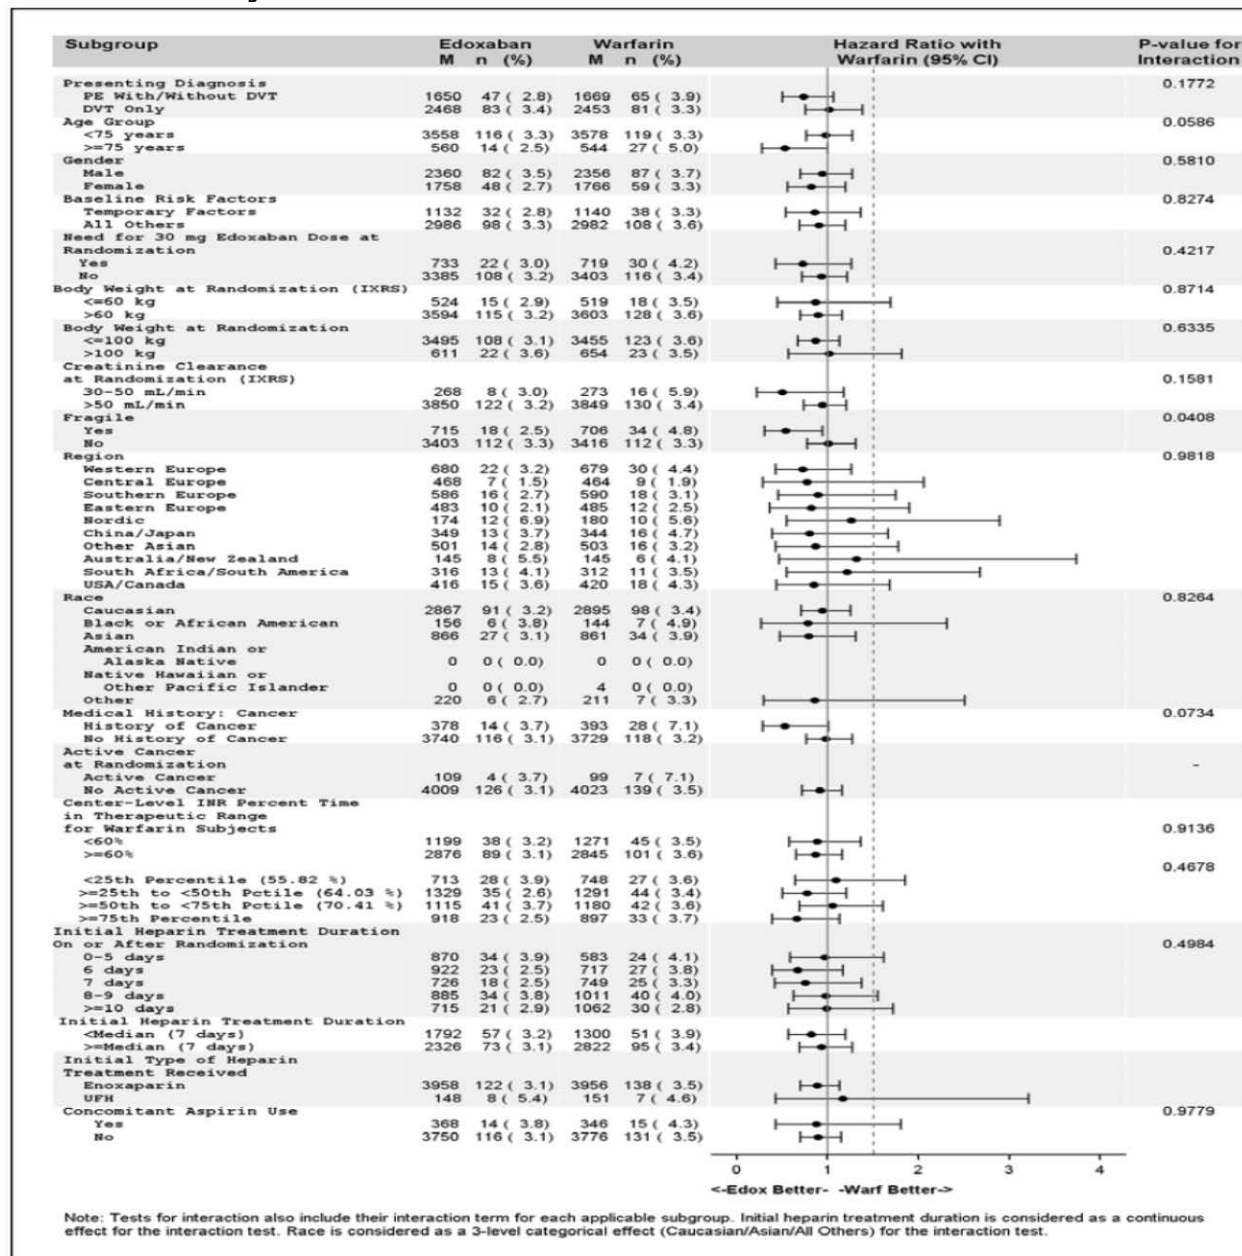 Subgroup Edoxaban Warfarin Hazard Ratio with P-value for
M n (%) M n (%) Warfarin (95% CI) Interaction
Presenting Diagnosis 0.1772
PE With/Without DVT 1650 47 ( 2.8) 1669 65 ( 3.9)
DVT Only 2468 83 ( 3.4) 2453 81 ( 3.3)
Age Group 0.0586
<75 years 3558 116 ( 3.3) 3578 119 ( 3.3)
>=75 years 560 14 ( 2.5) 544 27 ( 5.0)
Gender 0.5810
Male 2360 82 ( 3.5) 2356 87 ( 3.7)
Female 1758 48 ( 2.7) 1766 59 ( 3.3)
Baseline Risk Factors 0.8274
Temporary Factors 1132 32 ( 2.8) 1140 38 ( 3.3)
All Others 2986 98 ( 3.3) 2982 108 ( 3.6)
Need for 30 mg Edoxaban Dose at
Randomization 0.4217
Yes 733 22 ( 3.0) 719 30 ( 4.2)
No 3385 108 ( 3.2) 3403 116 ( 3.4)
Body Weight at Randomization (IXRS) 0.8714
<=60 kg 524 15 ( 2.9) 519 18 ( 3.5)
>60 kg 3594 115 ( 3.2) 3603 128 ( 3.6)
Body Weight at Randomization 0.6335
<=100 kg 3495 108 ( 3.1) 3455 123 ( 3.6)
>100 kg 611 22 ( 3.6) 654 23 ( 3.5)
Creatinine Clearance
at Randomization (IXRS) 0.1581
30-50 mL/min 268 8 ( 3.0) 273 16 ( 5.9)
>50 mL/min 3850 122 ( 3.2) 3849 130 ( 3.4)
Fragile 0.0408
Yes 715 18 ( 2.5) 706 34 ( 4.8)
No 3403 112 ( 3.3) 3416 112 ( 3.3)
Region 0.9818
Western Europe 680 22 ( 3.2) 679 30 ( 4.4)
Central Europe 468 7 ( 1.5) 464 9 ( 1.9)
Southern Europe 586 16 ( 2.7) 590 18 ( 3.1)
Eastern Europe 483 10 ( 2.1) 485 12 ( 2.5)
Nordic 174 12 ( 6.9) 180 10 ( 5.6)
China/Japan 349 13 ( 3.7) 344 16 ( 4.7)
Other Asian 501 14 ( 2.8) 503 16 ( 3.2)
Australia/New Zealand 145 8 ( 5.5) 145 6 ( 4.1)
South Africa/South America 316 13 ( 4.1) 312 11 ( 3.5)
USA/Canada 416 15 ( 3.6) 420 18 ( 4.3)
Race 0.8264
Caucasian 2867 91 ( 3.2) 2895 98 ( 3.4)
Black or African American 156 6 ( 3.8) 144 7 ( 4.9)
Asian 866 27 ( 3.1) 861 34 ( 3.9)
American Indian or
Alaska Native 0 0 ( 0.0) 0 0 ( 0.0)
Native Hawaiian or
Other Pacific Islander 0 0 ( 0.0) 4 0 ( 0.0)
Other 220 6 ( 2.7) 211 7 ( 3.3)
Medical History: Cancer 0.0734
History of Cancer 378 14 ( 3.7) 393 28 ( 7.1)
No History of Cancer 3740 116 ( 3.1) 3729 118 ( 3.2)
Active Cancer
at Randomization -
Active Cancer 109 4 ( 3.7) 99 7 ( 7.1)
No Active Cancer 4009 126 ( 3.1) 4023 139 ( 3.5)
Center-Level INR Percent Time
in Therapeutic Range
for Warfarin Subjects 0.9136
<60% 1199 38 ( 3.2) 1271 45 ( 3.5)
>=60% 2876 89 ( 3.1) 2845 101 ( 3.6)
0.4678
<25th Percentile (55.82 %) 713 28 ( 3.9) 748 27 ( 3.6)
>=25th to <50th Pctile (64.03 %) 1329 35 ( 2.6) 1291 44 ( 3.4)
>=50th to <75th Pctile (70.41 %) 1115 41 ( 3.7) 1180 42 ( 3.6)
>=75th Percentile 918 23 ( 2.5) 897 33 ( 3.7)
Initial Heparin Treatment Duration
On or After Randomization 0.4984
0-5 days 870 34 ( 3.9) 583 24 ( 4.1)
6 days 922 23 ( 2.5) 717 27 ( 3.8)
7 days 726 18 ( 2.5) 749 25 ( 3.3)
8-9 days 885 34 ( 3.8) 1011 40 ( 4.0)
>=10 days 715 21 ( 2.9) 1062 30 ( 2.8)
Initial Heparin Treatment Duration
<Median (7 days) 1792 57 ( 3.2) 1300 51 ( 3.9)
>=Median (7 days) 2326 73 ( 3.1) 2822 95 ( 3.4)
Initial Type of Heparin
Treatment Received
Enoxaparin 3958 122 ( 3.1) 3956 138 ( 3.5)
UFH 148 8 ( 5.4) 151 7 ( 4.6)
Concomitant Aspirin Use 0.9779
Yes 368 14 ( 3.8) 346 15 ( 4.3)
No 3750 116 ( 3.1) 3776 131 ( 3.5)
0 1 2 3 4
<-Edox Better- -Warf Better->
Note: Tests for interaction also include their interaction term for each applicable subgroup. Initial heparin treatment duration is considered as a continuous
effect for the interaction test. Race is considered as a 3-level categorical effect (Caucasian/Asian/All Others) for the interaction test.